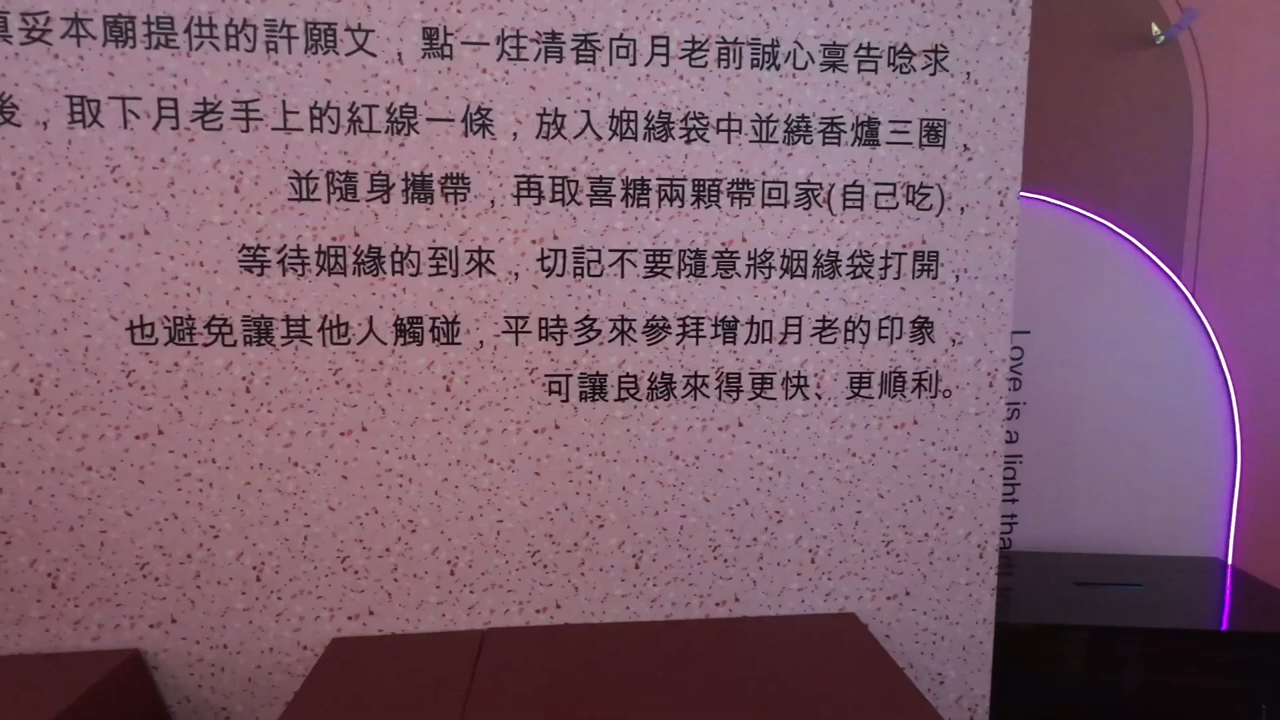 填妥本廟提供的許願文，點一炷清香向月老前誠心稟告唸求，
後，取下月老手上的紅線一條，放入姻緣袋中並繞香爐三圈，
並隨身攜帶，再取喜糖兩顆帶回家(自己吃)，
等待姻緣的到來，切記不要隨意將姻緣袋打開，
也避免讓其他人觸碰，平時多來參拜增加月老的印象，
可讓良緣來得更快、更順利。
Love is a light tha